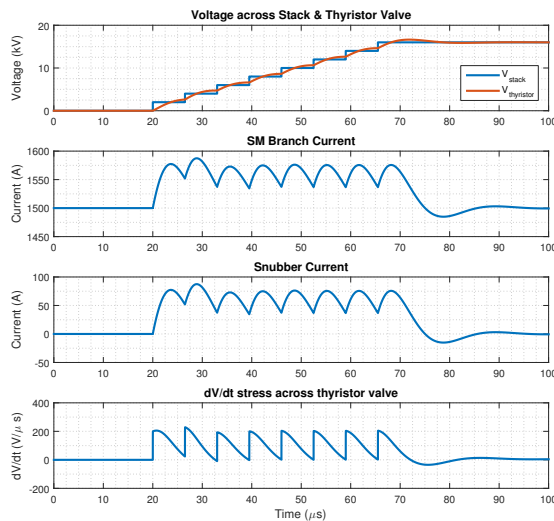 Voltage across Stack & Thyristor Valve
Voltage (kV)
20
10
0
V_stack
V_thyristor
0 10 20 30 40 50 60 70 80 90 100
SM Branch Current
Current (A)
1600
1550
1500
1450
0 10 20 30 40 50 60 70 80 90 100
Snubber Current
Current (A)
100
50
0
-50
0 10 20 30 40 50 60 70 80 90 100
dV/dt stress across thyristor valve
dV/dt (V/μ s)
400
200
0
-200
0 10 20 30 40 50 60 70 80 90 100
Time (μs)